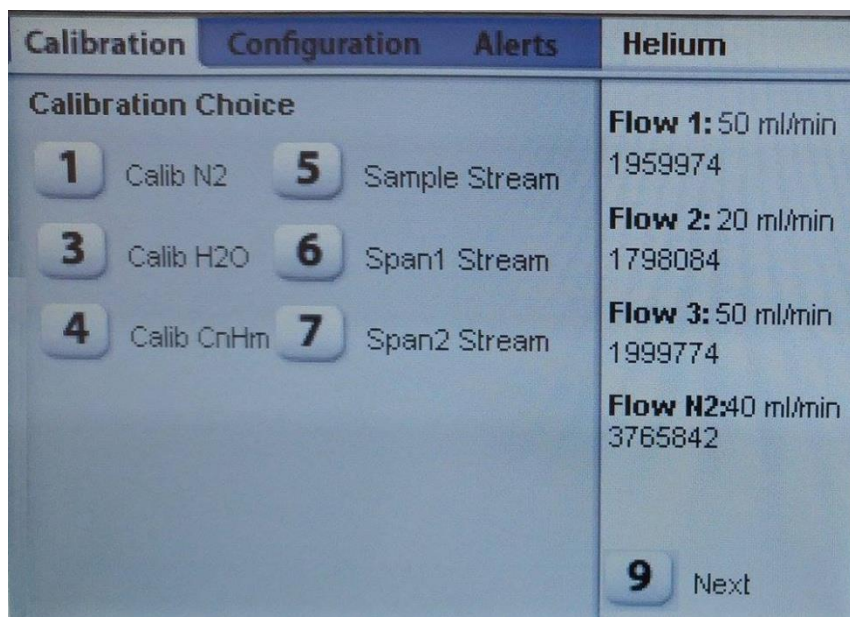 Calibration Configuration Alerts Helium
Calibration Choice
1 Calib N2 5 Sample Stream
3 Calib H2O 6 Span1 Stream
4 Calib CnHm 7 Span2 Stream
Flow 1: 50 ml/min
1959974
Flow 2: 20 ml/min
1798084
Flow 3: 50 ml/min
1999774
Flow N2:40 ml/min
3765842
9 Next